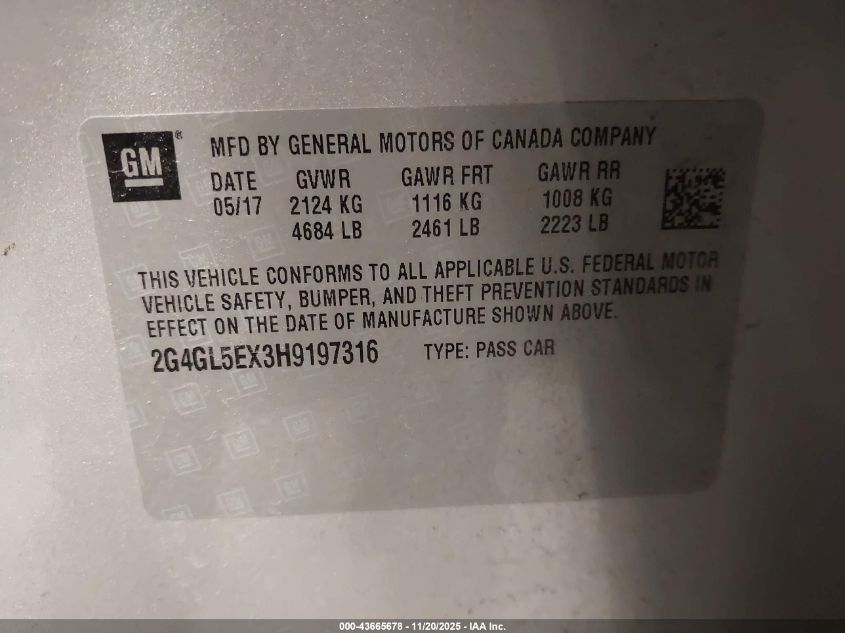 GM ® MFD BY GENERAL MOTORS OF CANADA COMPANY
DATE GVWR GAWR FRT GAWR RR
05/17 2124 KG 1116 KG 1008 KG
4684 LB 2461 LB 2223 LB
THIS VEHICLE CONFORMS TO ALL APPLICABLE U.S. FEDERAL MOTOR
VEHICLE SAFETY, BUMPER, AND THEFT PREVENTION STANDARDS IN
EFFECT ON THE DATE OF MANUFACTURE SHOWN ABOVE.
2G4GL5EX3H9197316 TYPE: PASS CAR
000-43665678 - 11/20/2025 - IAA Inc.